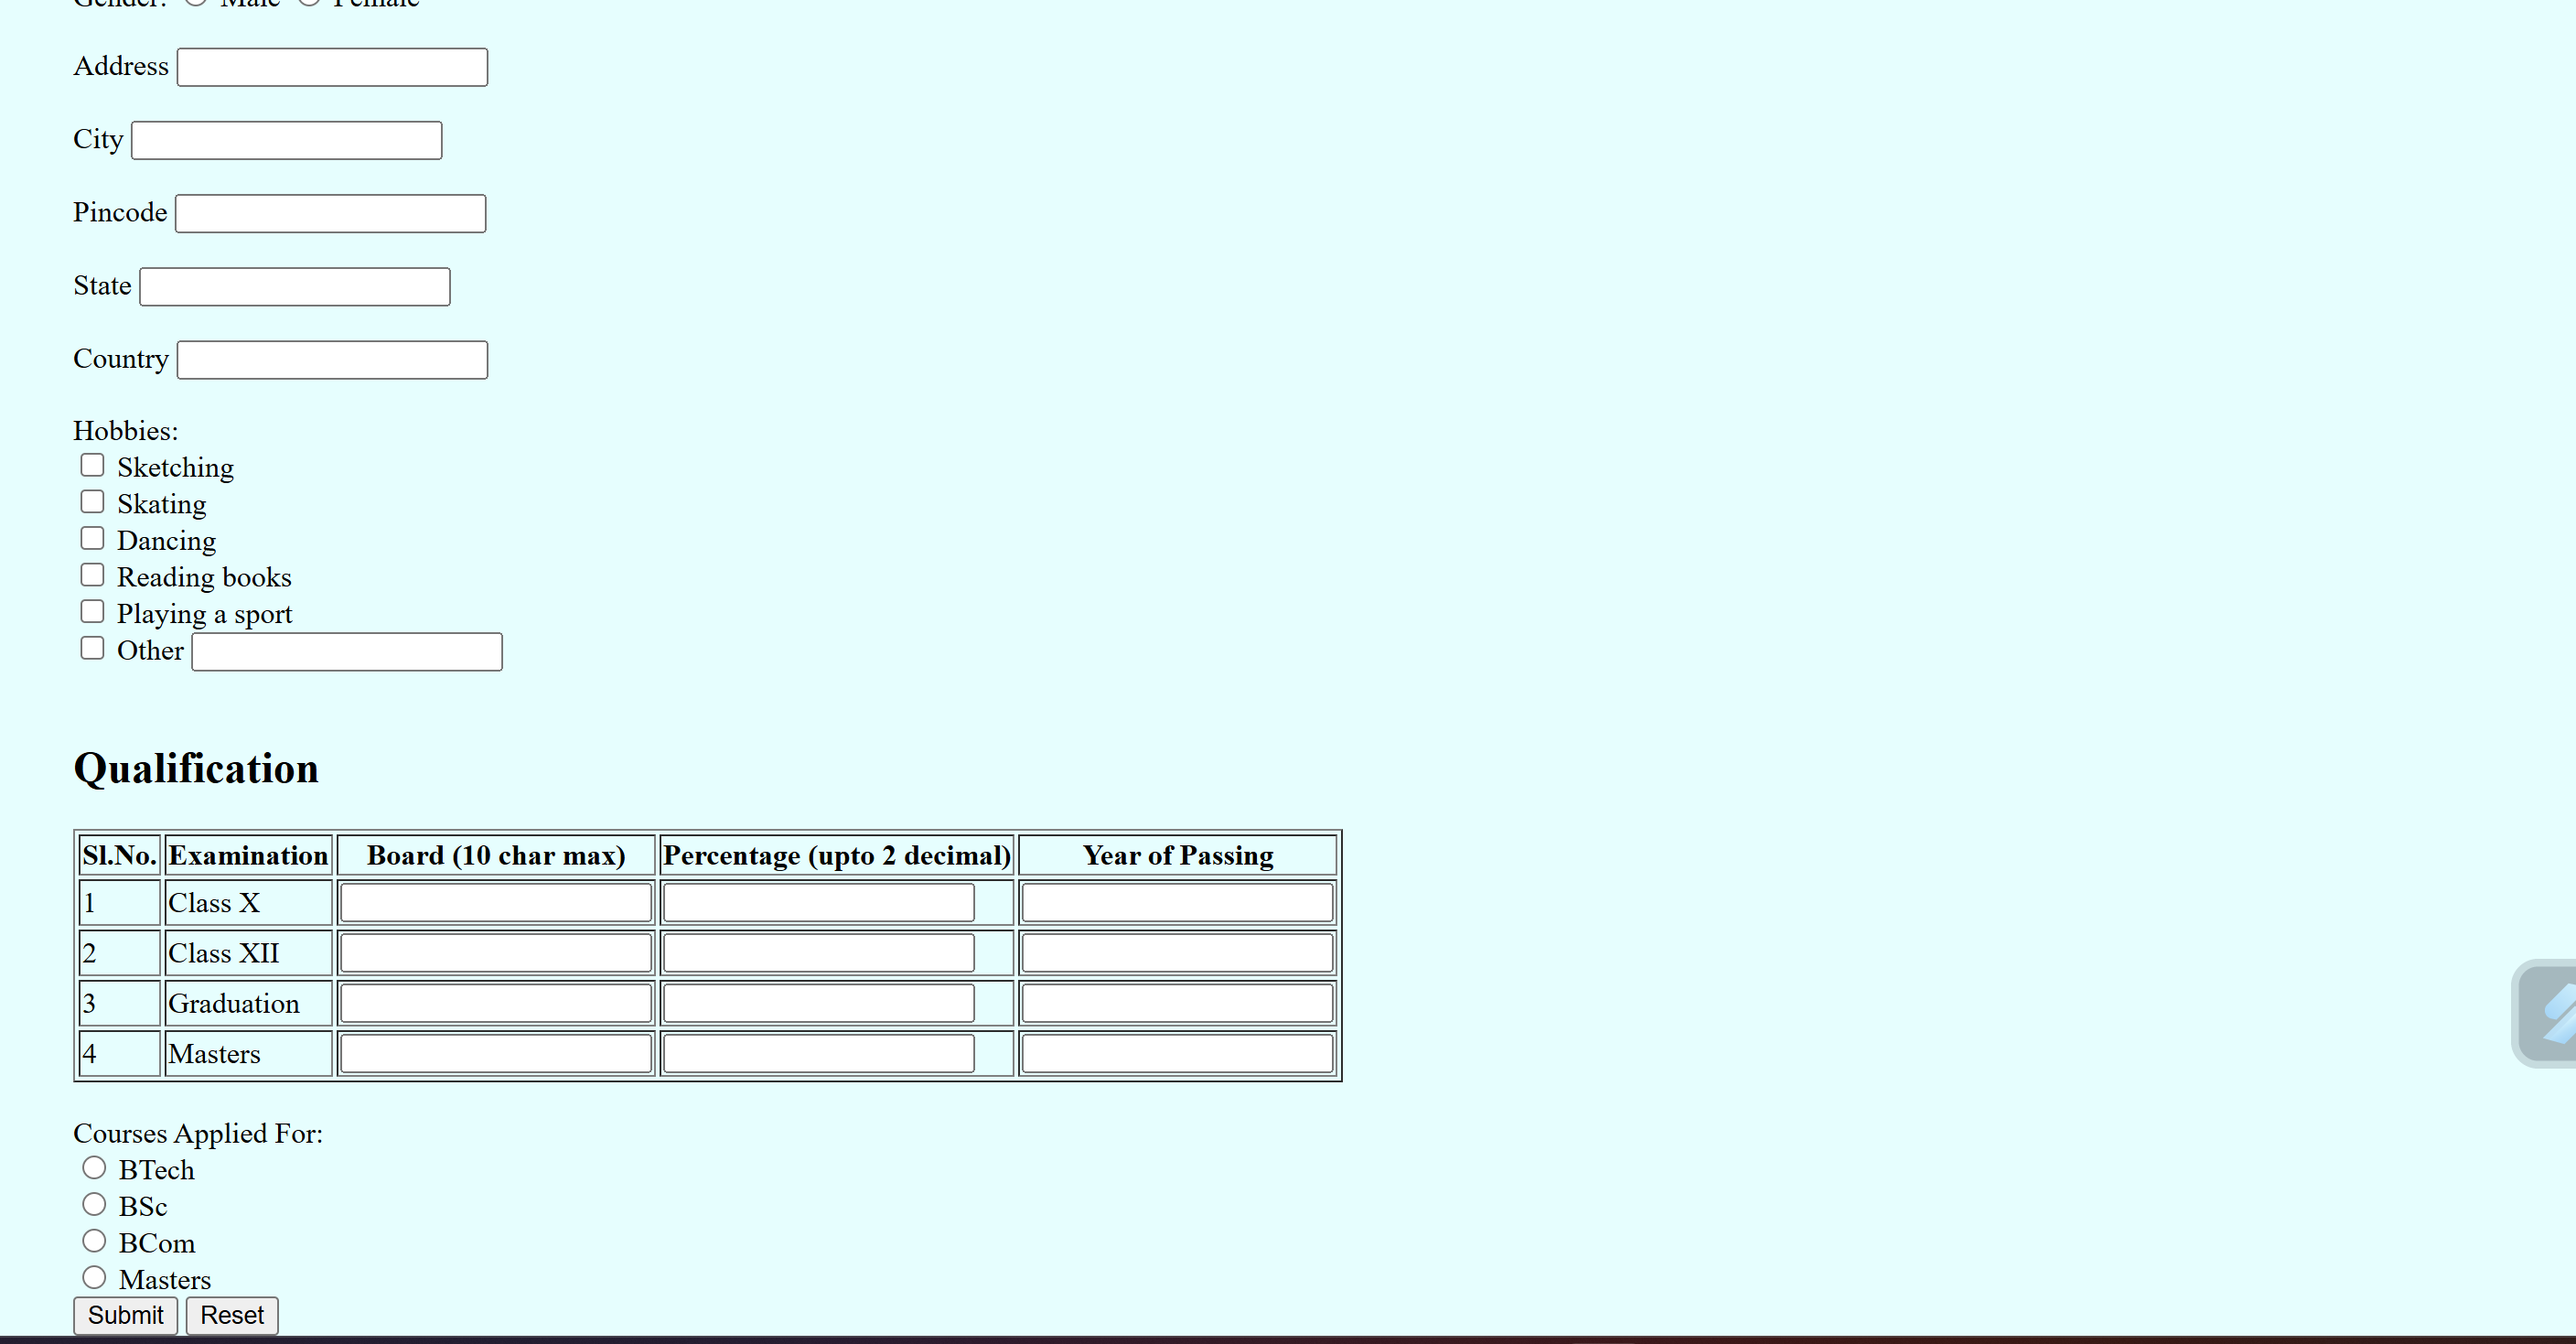 Gender: Male Female
Address
City
Pincode
State
Country
Hobbies:
Sketching
Skating
Dancing
Reading books
Playing a sport
Other
Qualification
Sl.No. Examination Board (10 char max) Percentage (upto 2 decimal) Year of Passing
1 Class X
2 Class XII
3 Graduation
4 Masters
Courses Applied For:
BTech
BSc
BCom
Masters
Submit Reset